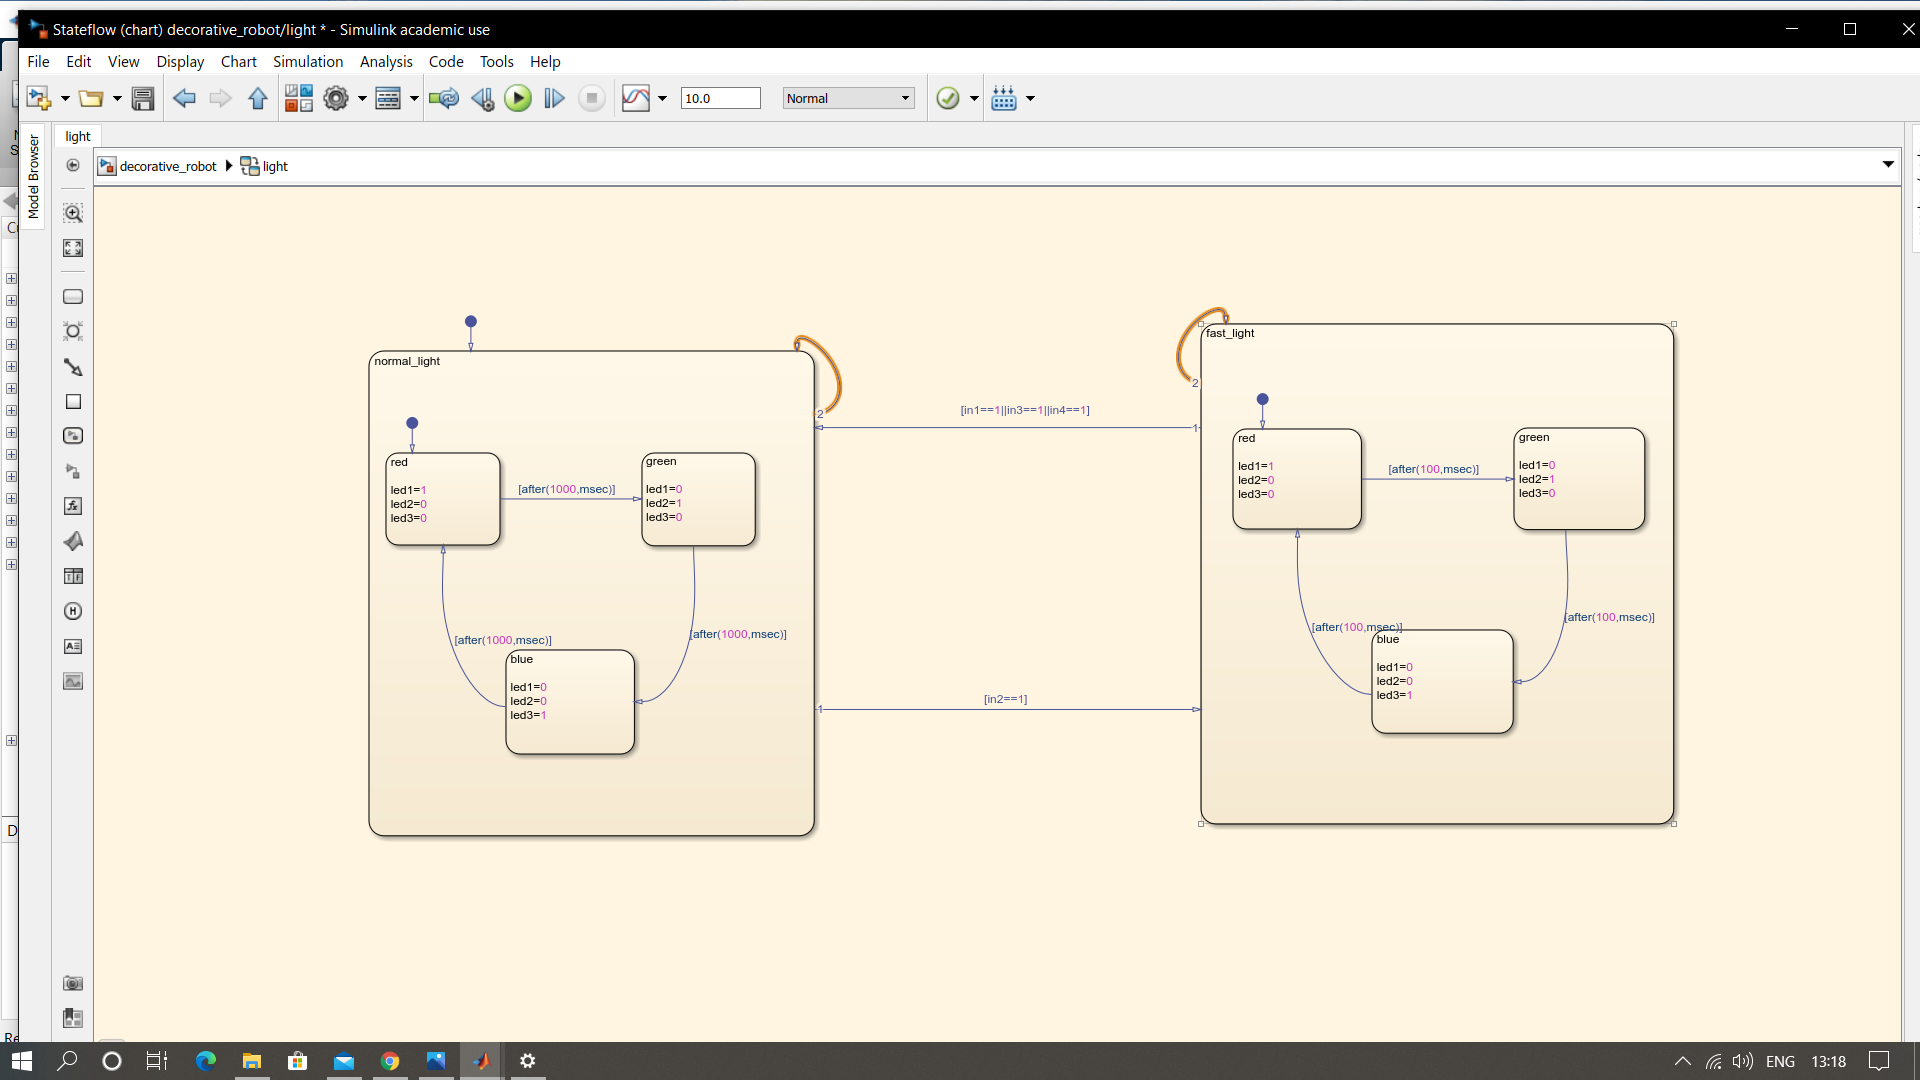 Stateflow (chart) decorative_robot/light * - Simulink academic use
File Edit View Display Chart Simulation Analysis Code Tools Help
10.0 Normal
Model Browser
light
decorative_robot light
normal_light
red
led1=1
led2=0
led3=0
[after(1000,msec)]
green
led1=0
led2=1
led3=0
[after(1000,msec)]
[after(1000,msec)]
blue
led1=0
led2=0
led3=1
2
[in1==1||in3==1||in4==1]
1
1
[in2==1]
2
fast_light
red
led1=1
led2=0
led3=0
[after(100,msec)]
green
led1=0
led2=1
led3=0
[after(100,msec)]
[after(100,msec)]
blue
led1=0
led2=0
led3=1
ENG 13:18